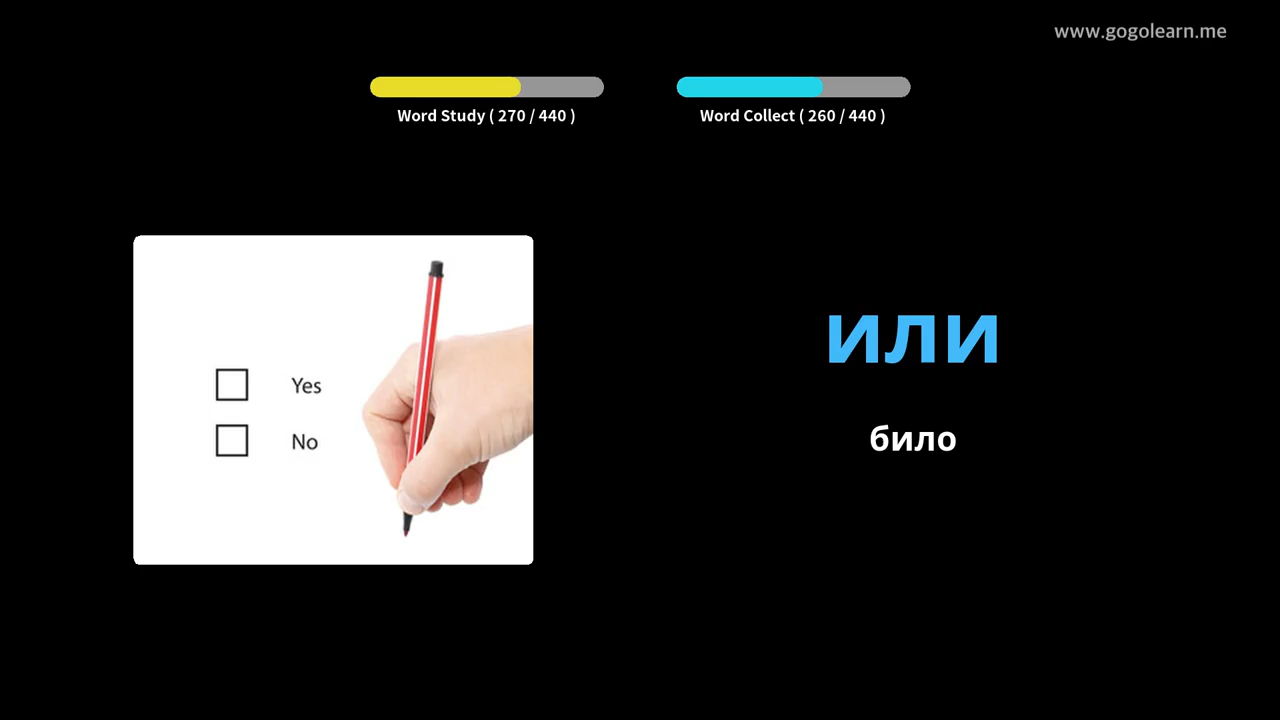 www.gogolearn.me
Word Study ( 270 / 440 )
Word Collect ( 260 / 440 )
Yes
No
или
било